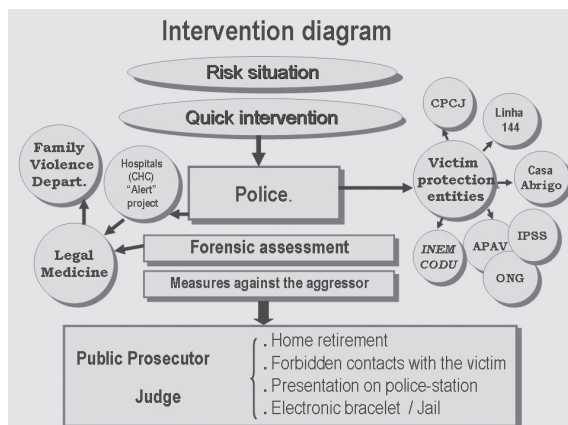 Intervention diagram
Risk situation
Quick intervention
CPCJ
Linha
144
Family
Violence
Depart.
Hospitals
(CHC)
"Alert"
project
Police.
Victim
protection
entities
Casa
Abrigo
Legal
Medicine
Forensic assessment
INEM
CODU
APAV
IPSS
ONG
Measures against the aggressor
Public Prosecutor
Judge
. Home retirement
. Forbidden contacts with the victim
. Presentation on police-station
. Electronic bracelet / Jail